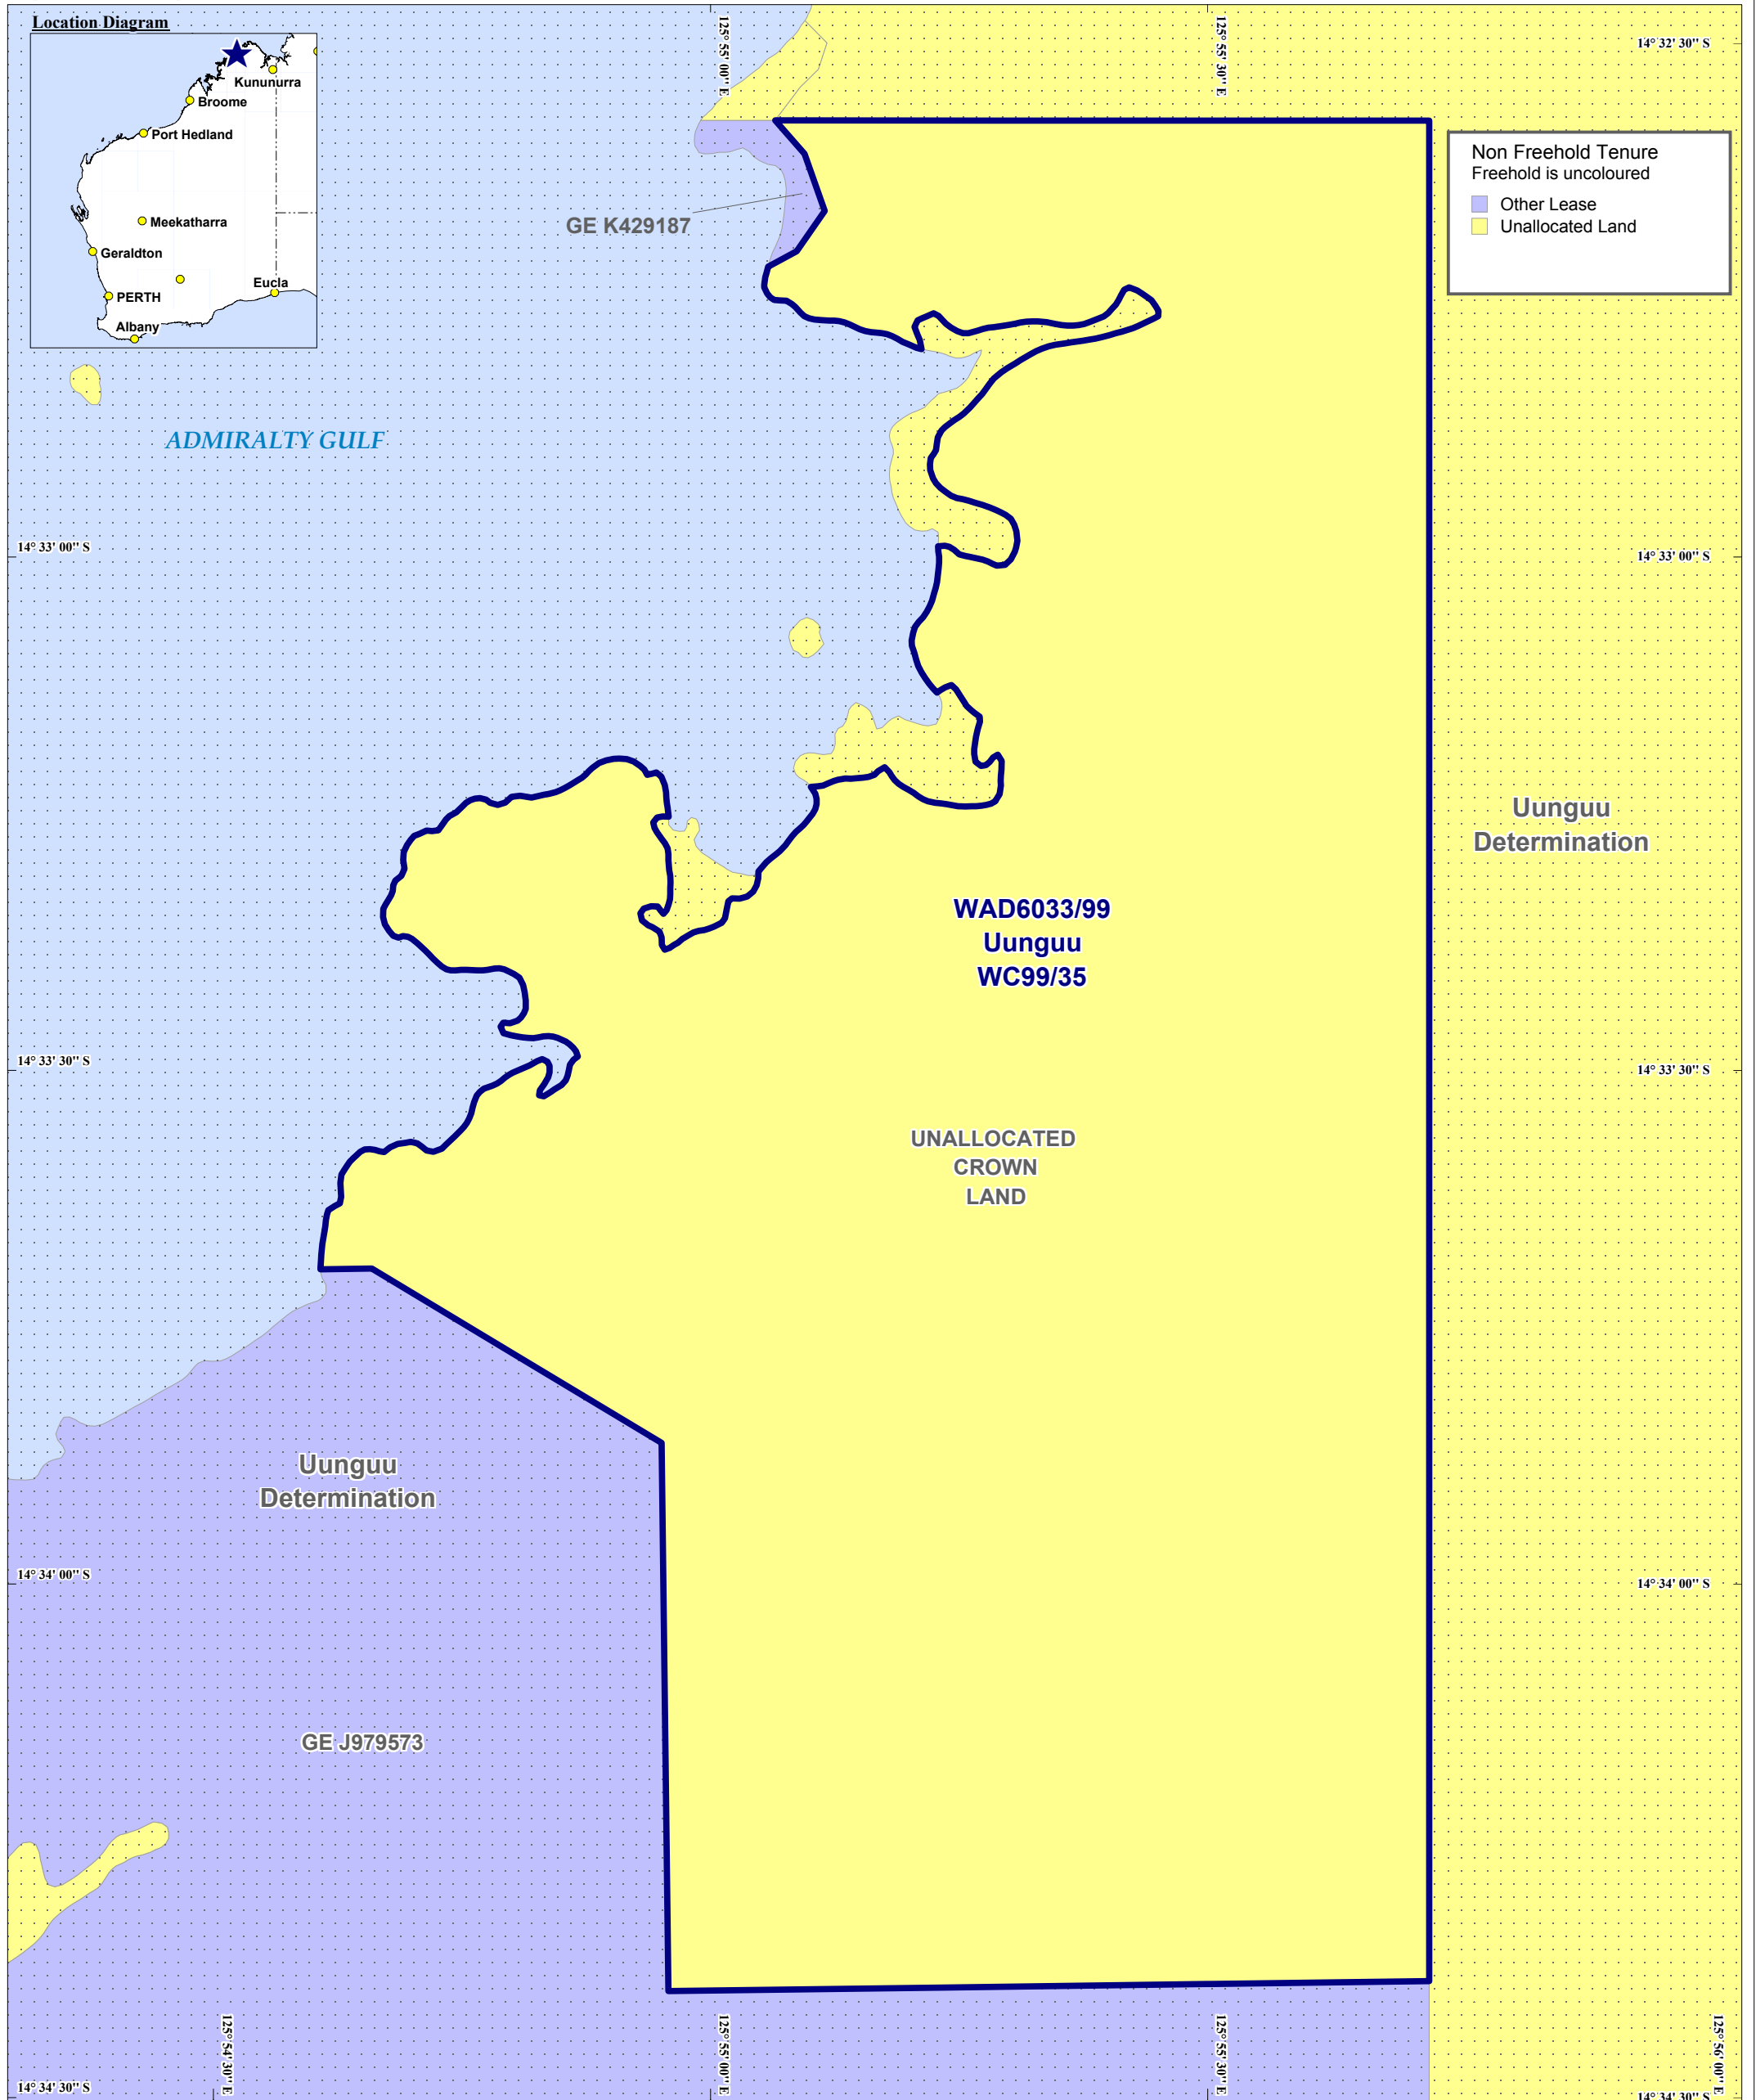 Location Diagram
Kununurra
Broome
Port Hedland
Meekatharra
Geraldton
PERTH
Eucla
Albany
125° 55' 00" E
125° 55' 30" E
14° 32' 30" S
Non Freehold Tenure
Freehold is uncoloured
Other Lease
Unallocated Land
GE K429187
ADMIRALTY GULF
14° 33' 00" S
14° 33' 00" S
Uunguu
Determination
WAD6033/99
Uunguu
WC99/35
14° 33' 30" S
14° 33' 30" S
UNALLOCATED
CROWN
LAND
Uunguu
Determination
14° 34' 00" S
14° 34' 00" S
GE J979573
125° 54' 30" E
125° 55' 00" E
125° 55' 30" E
125° 56' 00" E
14° 34' 30" S
14° 34' 30" S